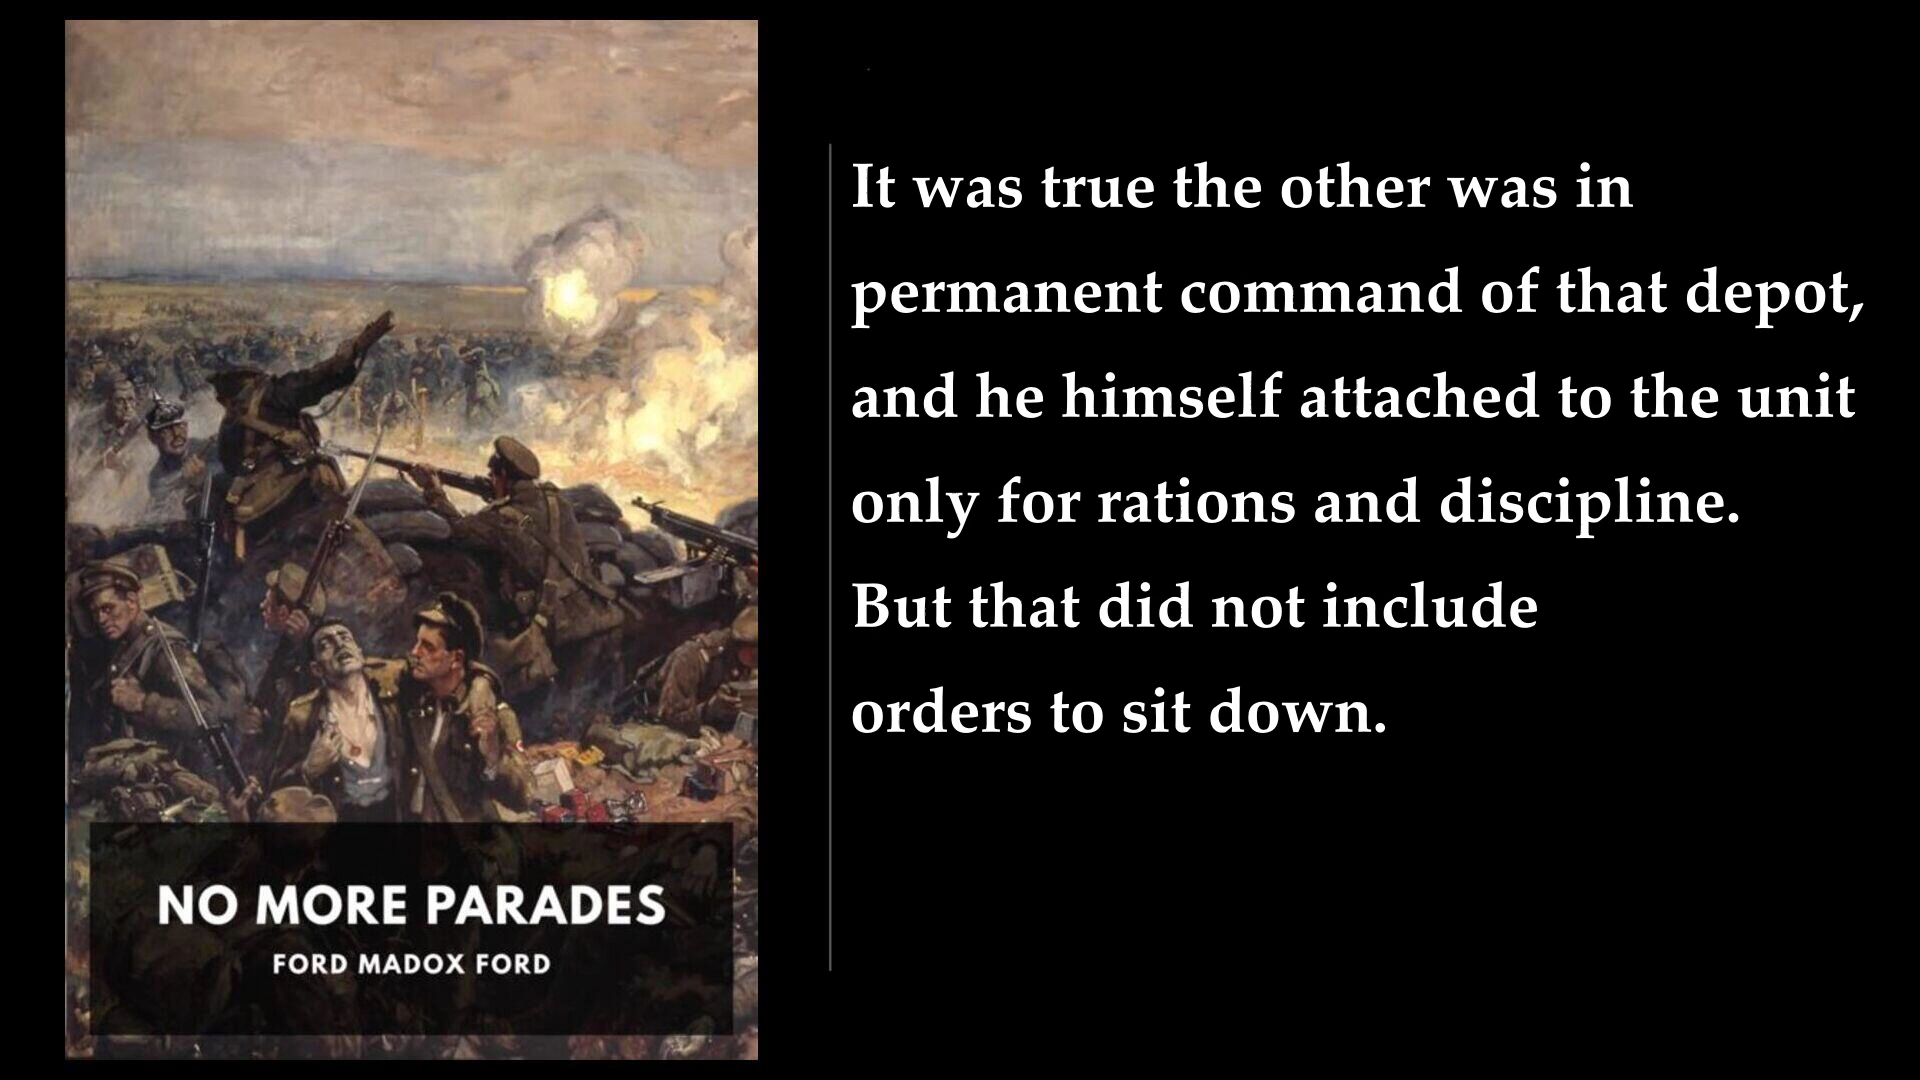 It was true the other was in
permanent command of that depot,
and he himself attached to the unit
only for rations and discipline.
But that did not include
orders to sit down.
NO MORE PARADES
FORD MADOX FORD